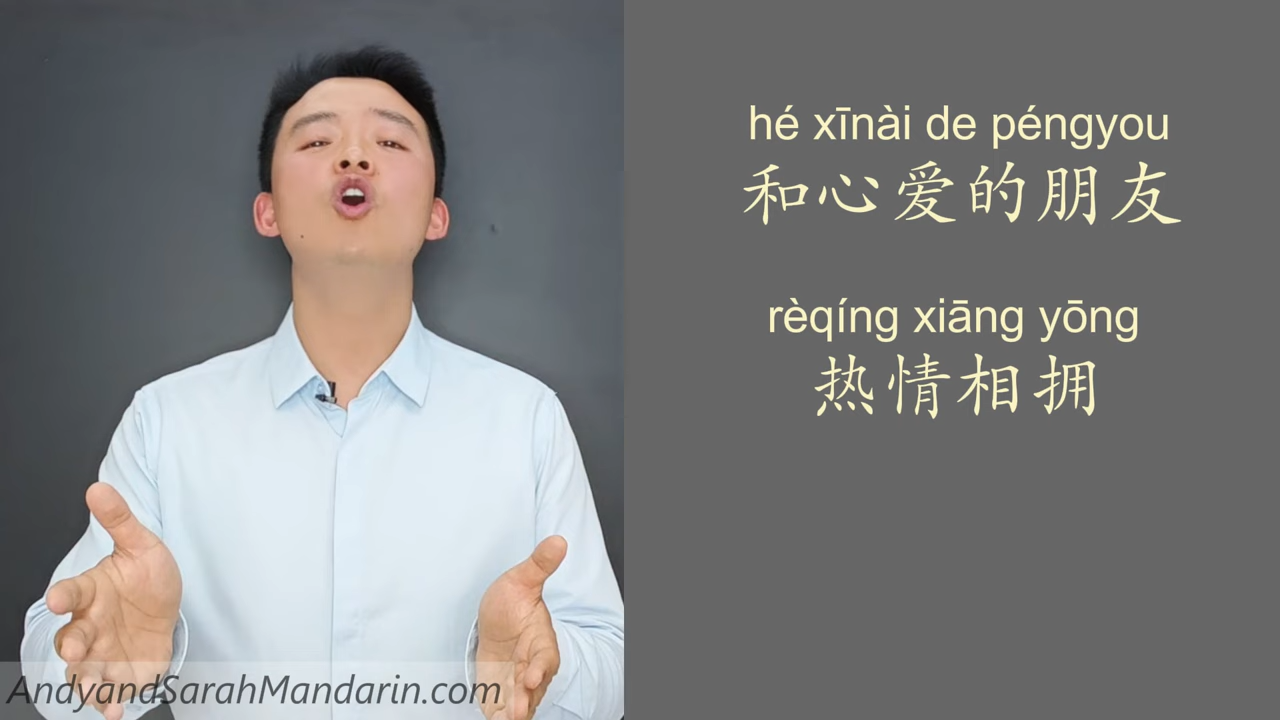 hé xīnài de péngyou
和心爱的朋友
rèqíng xiāng yōng
热情相拥
AndyandSarahMandarin.com